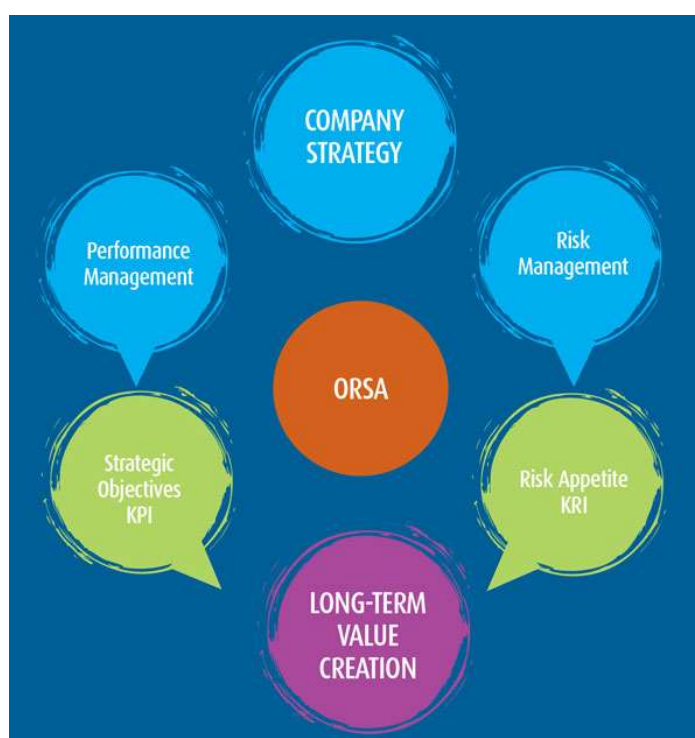 COMPANY
STRATEGY
Performance
Management
Risk
Management
ORSA
Strategic
Objectives
KPI
Risk Appetite
KRI
LONG-TERM
VALUE
CREATION